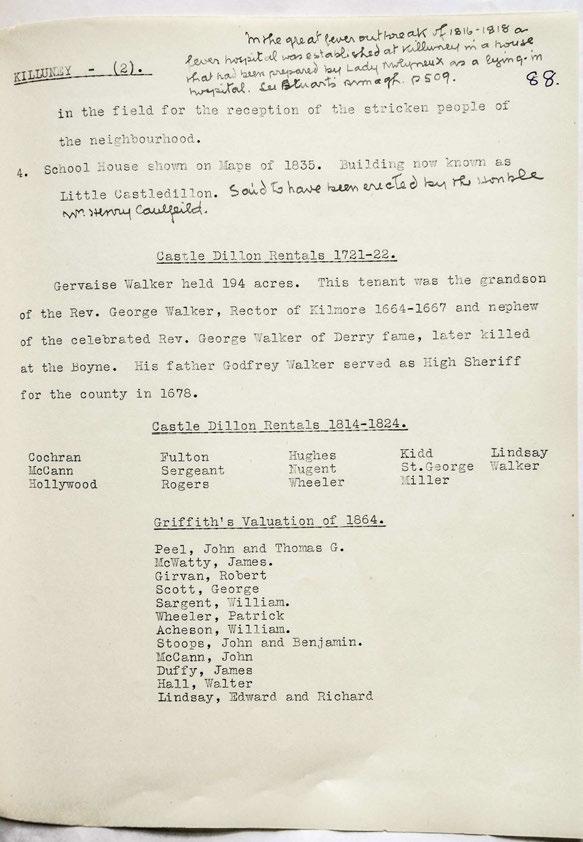 In the great fever outbreak of 1816-1818 a
fever hospital was established at Killuney in a house
that had been prepared by Lady Molyneux as a lying-in
hospital. See Stuart's Armagh. p 509.
88.
KILLUNEY - (2).
in the field for the reception of the stricken people of
the neighbourhood.
4. School House shown on Maps of 1835. Building now known as
Little Castledillon. Said to have been erected by the Honble
Mr. Henry Caulfeild.
Castle Dillon Rentals 1721-22.
Gervaise Walker held 194 acres. This tenant was the grandson
of the Rev. George Walker, Rector of Kilmore 1664-1667 and nephew
of the celebrated Rev. George Walker of Derry fame, later killed
at the Boyne. His father Godfrey Walker served as High Sheriff
for the county in 1678.
Castle Dillon Rentals 1814-1824.
Cochran Fulton Hughes Kidd Lindsay
McCann Sergeant Nugent St.George Walker
Hollywood Rogers Wheeler Miller
Griffith's Valuation of 1864.
Peel, John and Thomas G.
McWatty, James.
Girvan, Robert
Scott, George
Sargent, William.
Wheeler, Patrick
Acheson, William.
Stoops, John and Benjamin.
McCann, John
Duffy, James
Hall, Walter
Lindsay, Edward and Richard